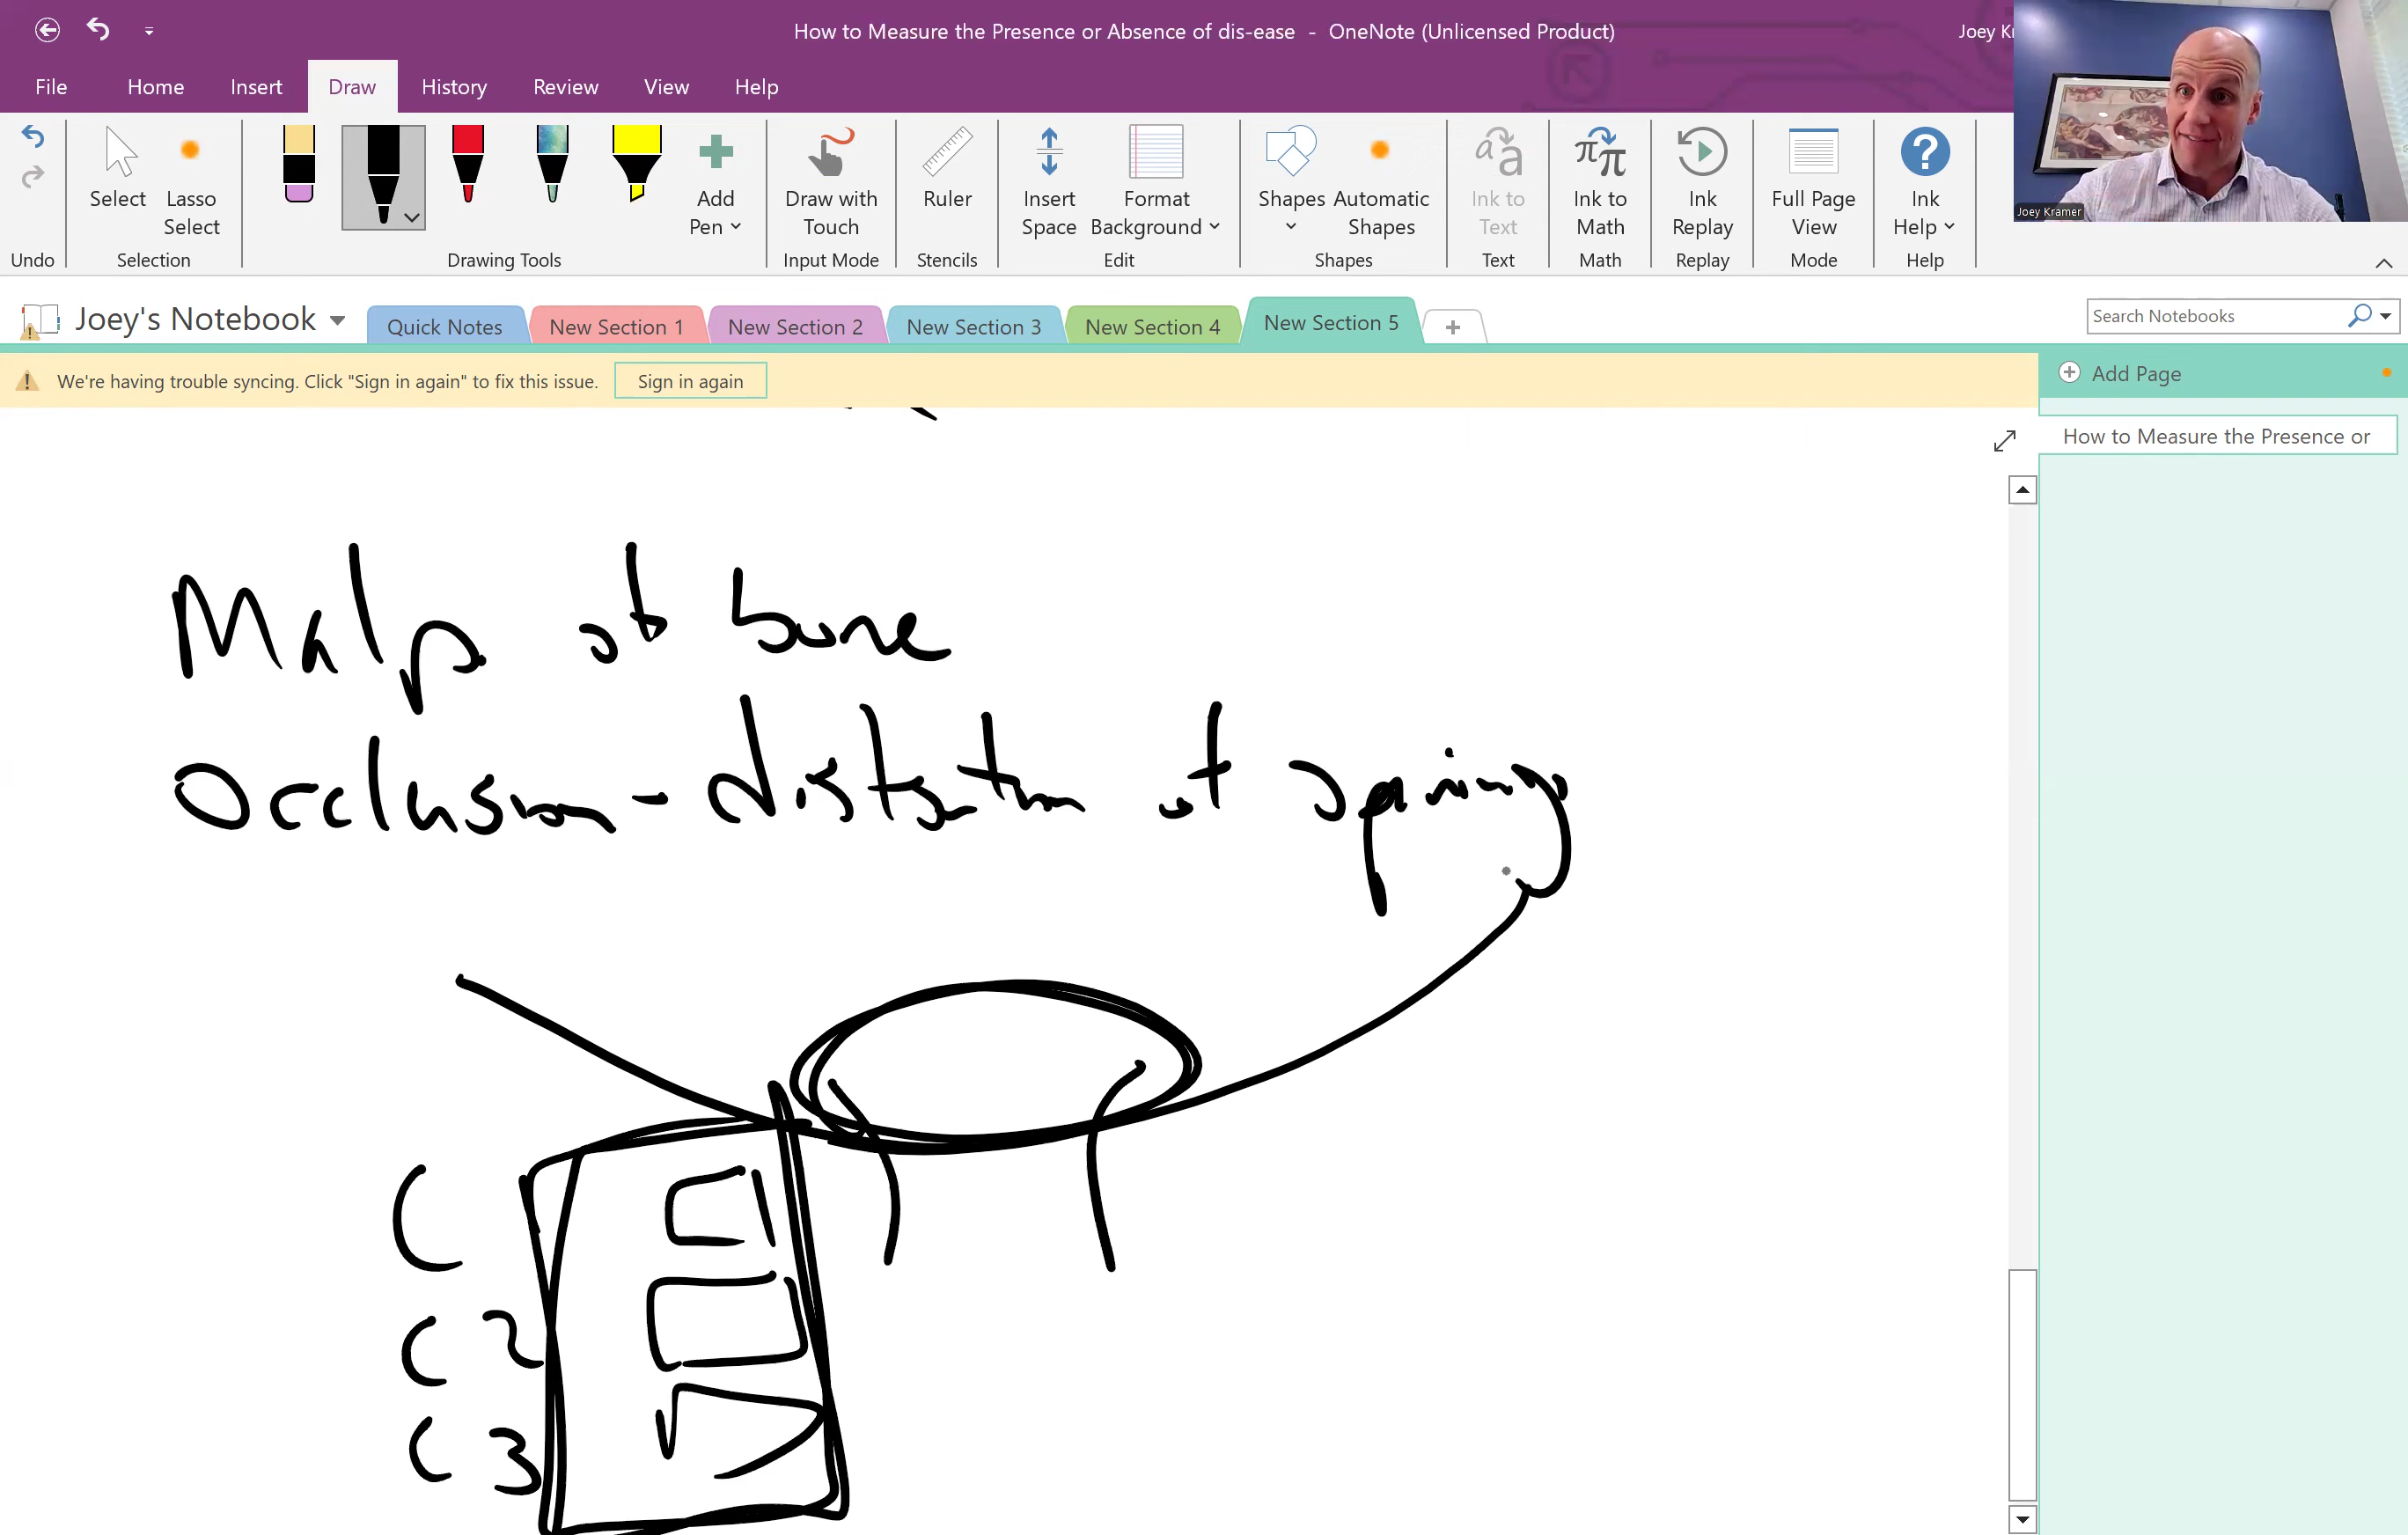 How to Measure the Presence or Absence of dis-ease - OneNote (Unlicensed Product)
Joey Kr
File Home Insert Draw History Review View Help
Select
Lasso Select
Add Pen
Draw with Touch
Ruler
Insert Space
Format Background
Shapes
Automatic Shapes
Ink to Text
Ink to Math
Ink Replay
Full Page View
Ink Help
Joey Kramer
Undo Selection Drawing Tools Input Mode Stencils Edit Shapes Text Math Replay Mode Help
Joey's Notebook Quick Notes New Section 1 New Section 2 New Section 3 New Section 4 New Section 5 Search Notebooks
We're having trouble syncing. Click "Sign in again" to fix this issue. Sign in again
Add Page
How to Measure the Presence or
Malp of bone
Occlusion - distortion of opening
C
C 2
C 3